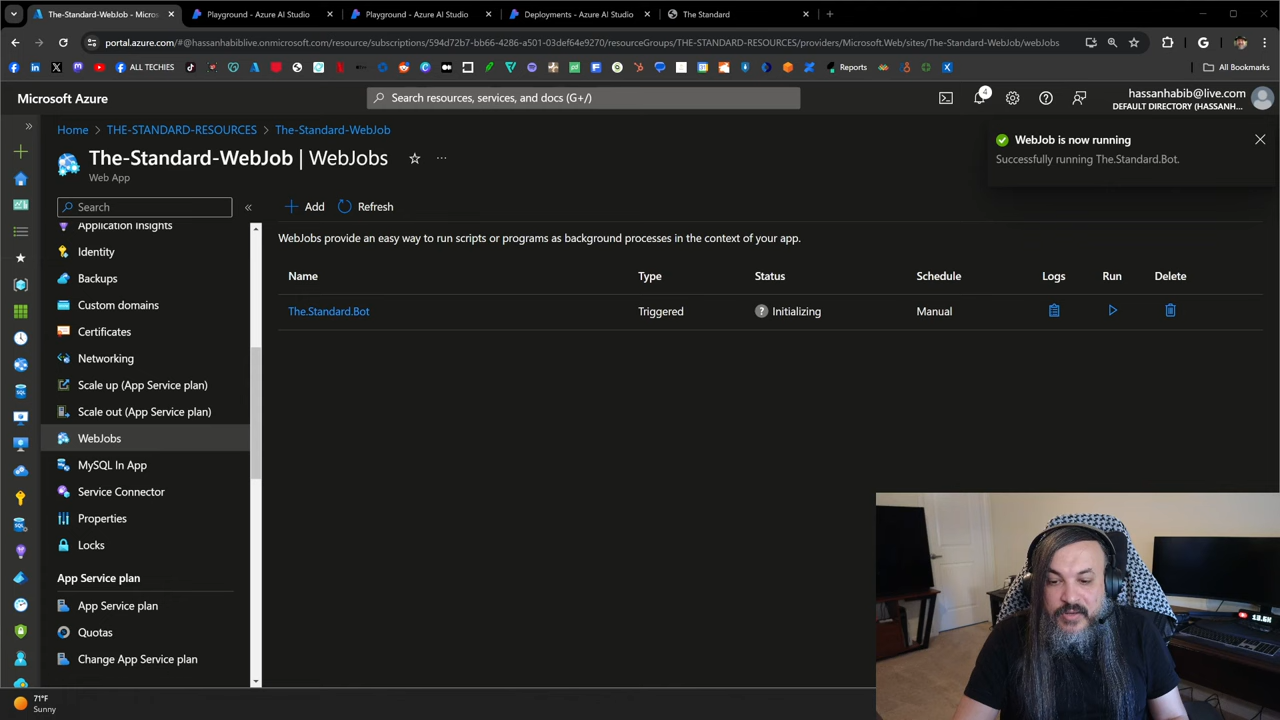 The-Standard-WebJob - Micros
Playground - Azure AI Studio
Playground - Azure AI Studio
Deployments - Azure AI Studio
The Standard
portal.azure.com/#@hassanhabiblive.onmicrosoft.com/resource/subscriptions/594d72b7-bb66-4286-a501-03def64e9270/resourceGroups/THE-STANDARD-RESOURCES/providers/Microsoft.Web/sites/The-Standard-WebJob/webJobs
ALL TECHIES
Reports
All Bookmarks
Microsoft Azure
Search resources, services, and docs (G+/)
4
hassanhabib@live.com
DEFAULT DIRECTORY (HASSANH...
Home > THE-STANDARD-RESOURCES > The-Standard-WebJob
The-Standard-WebJob | WebJobs
Web App
WebJob is now running
Successfully running The.Standard.Bot.
Search
Add
Refresh
Application Insights
Identity
Backups
Custom domains
Certificates
Networking
Scale up (App Service plan)
Scale out (App Service plan)
WebJobs
MySQL In App
Service Connector
Properties
Locks
App Service plan
App Service plan
Quotas
Change App Service plan
WebJobs provide an easy way to run scripts or programs as background processes in the context of your app.
Name Type Status Schedule Logs Run Delete
The.Standard.Bot Triggered Initializing Manual
71°F
Sunny